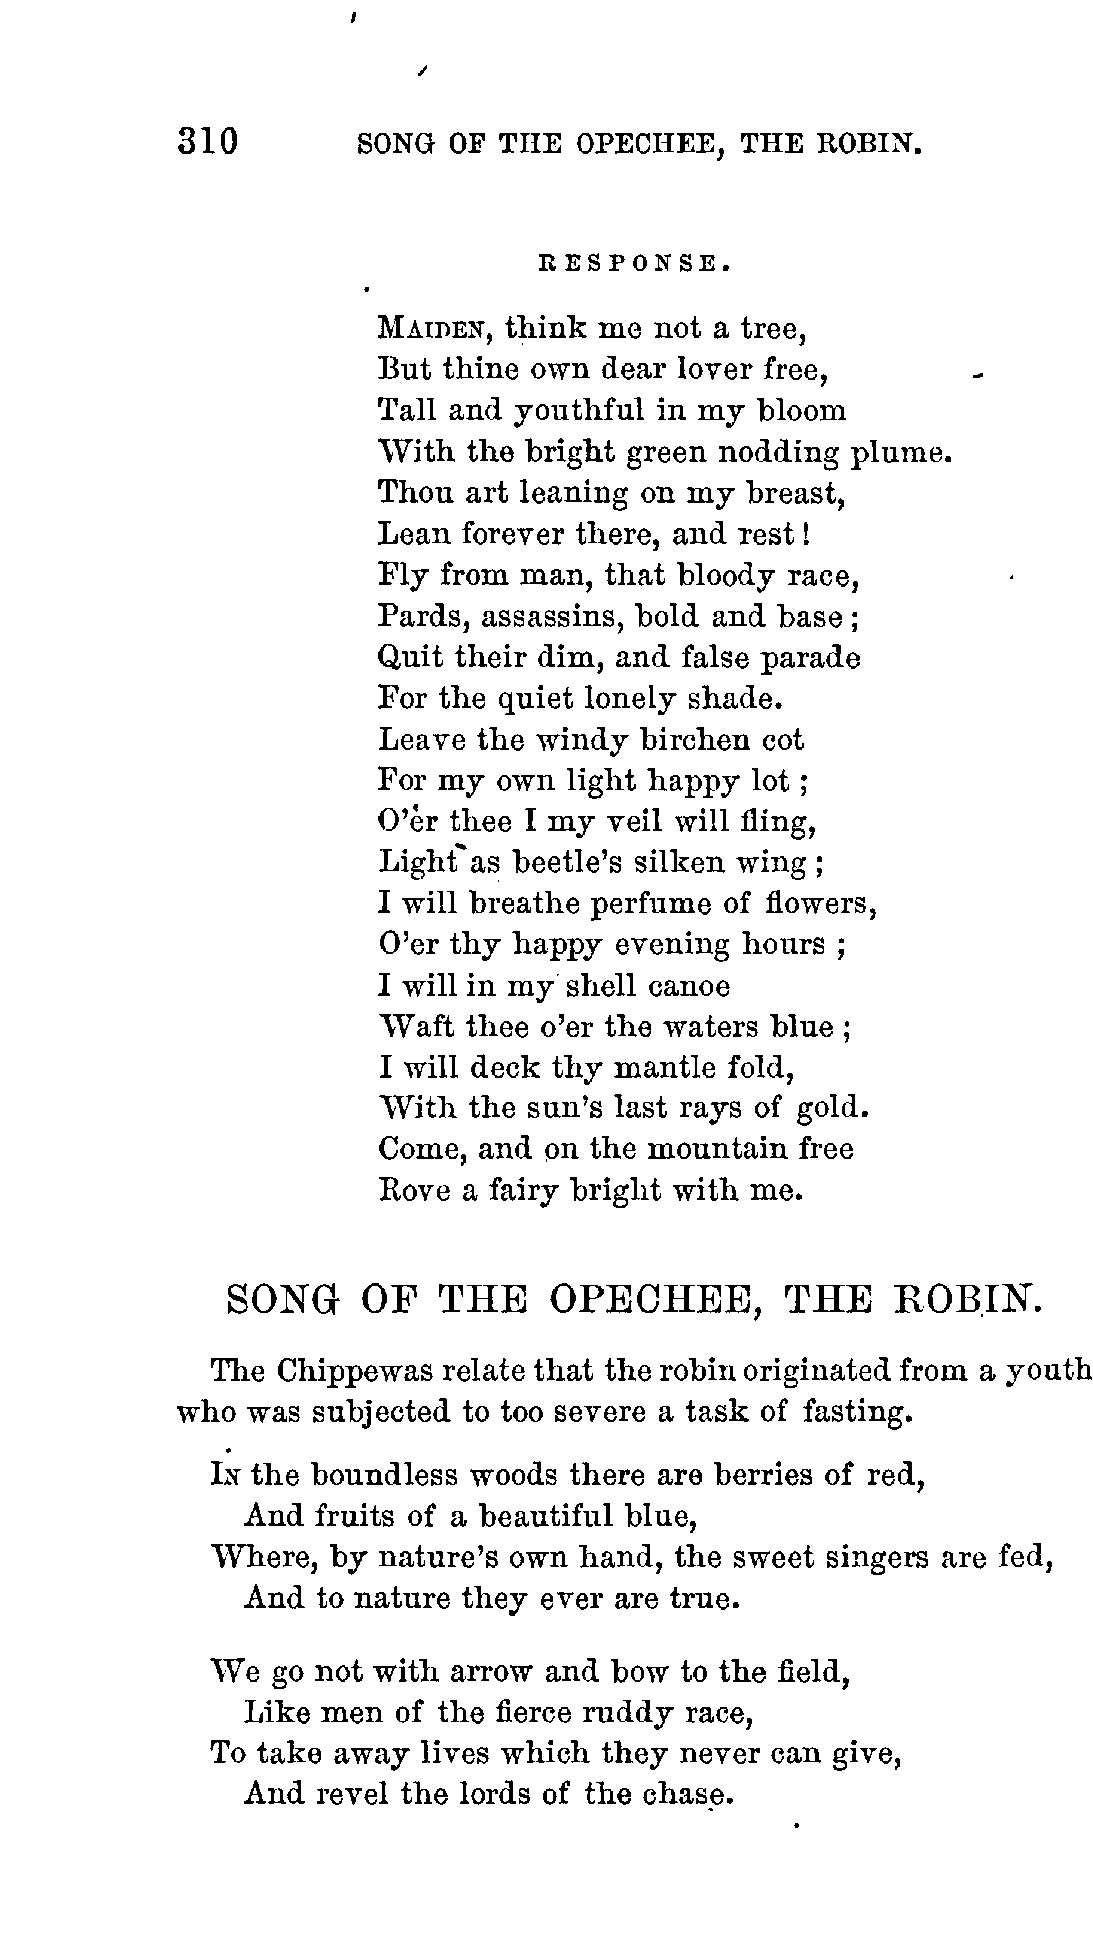 310 SONG OF THE OPECHEE, THE ROBIN.
RESPONSE.
MAIDEN, think me not a tree,
But thine own dear lover free,
Tall and youthful in my bloom
With the bright green nodding plume.
Thou art leaning on my breast,
Lean forever there, and rest!
Fly from man, that bloody race,
Pards, assassins, bold and base;
Quit their dim, and false parade
For the quiet lonely shade.
Leave the windy birchen cot
For my own light happy lot;
O'er thee I my veil will fling,
Light as beetle's silken wing;
I will breathe perfume of flowers,
O'er thy happy evening hours;
I will in my shell canoe
Waft thee o'er the waters blue;
I will deck thy mantle fold,
With the sun's last rays of gold.
Come, and on the mountain free
Rove a fairy bright with me.
SONG OF THE OPECHEE, THE ROBIN.
The Chippewas relate that the robin originated from a youth
who was subjected to too severe a task of fasting.
IN the boundless woods there are berries of red,
And fruits of a beautiful blue,
Where, by nature's own hand, the sweet singers are fed,
And to nature they ever are true.
We go not with arrow and bow to the field,
Like men of the fierce ruddy race,
To take away lives which they never can give,
And revel the lords of the chase.